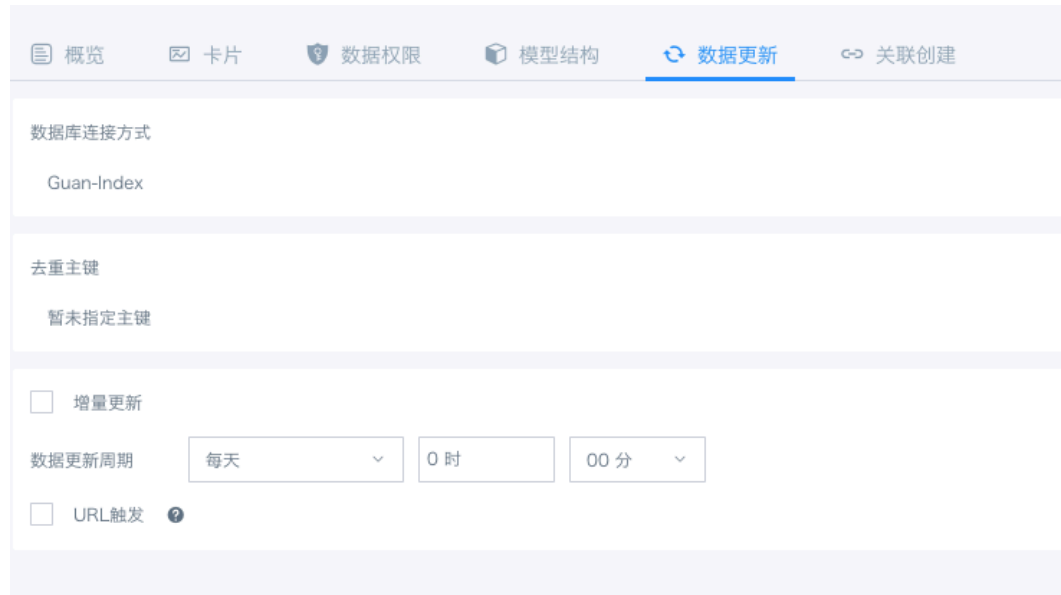 概览 卡片 数据权限 模型结构 数据更新 关联创建
数据库连接方式
Guan-Index
去重主键
暂未指定主键
增量更新
数据更新周期 每天 0 时 00 分
URL触发 ?